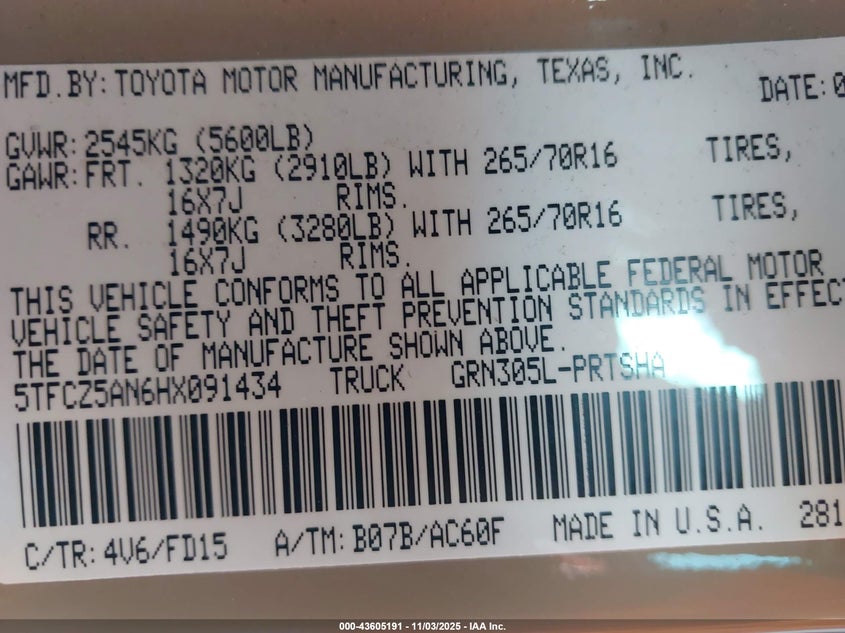 MFD.BY: TOYOTA MOTOR MANUFACTURING, TEXAS, INC.
DATE:0
GVWR: 2545KG (5600LB)
GAWR: FRT. 1320KG (2910LB) WITH 265/70R16 TIRES,
16X7J RIMS.
RR. 1490KG (3280LB) WITH 265/70R16 TIRES,
16X7J RIMS.
THIS VEHICLE CONFORMS TO ALL APPLICABLE FEDERAL MOTOR
VEHICLE SAFETY AND THEFT PREVENTION STANDARDS IN EFFEC
THE DATE OF MANUFACTURE SHOWN ABOVE.
5TFCZ5AN6HX091434 TRUCK GRN305L-PRTSHA
C/TR: 4V6/FD15 A/TM: B07B/AC60F MADE IN U.S.A. 281
000-43605191 - 11/03/2025 - IAA Inc.